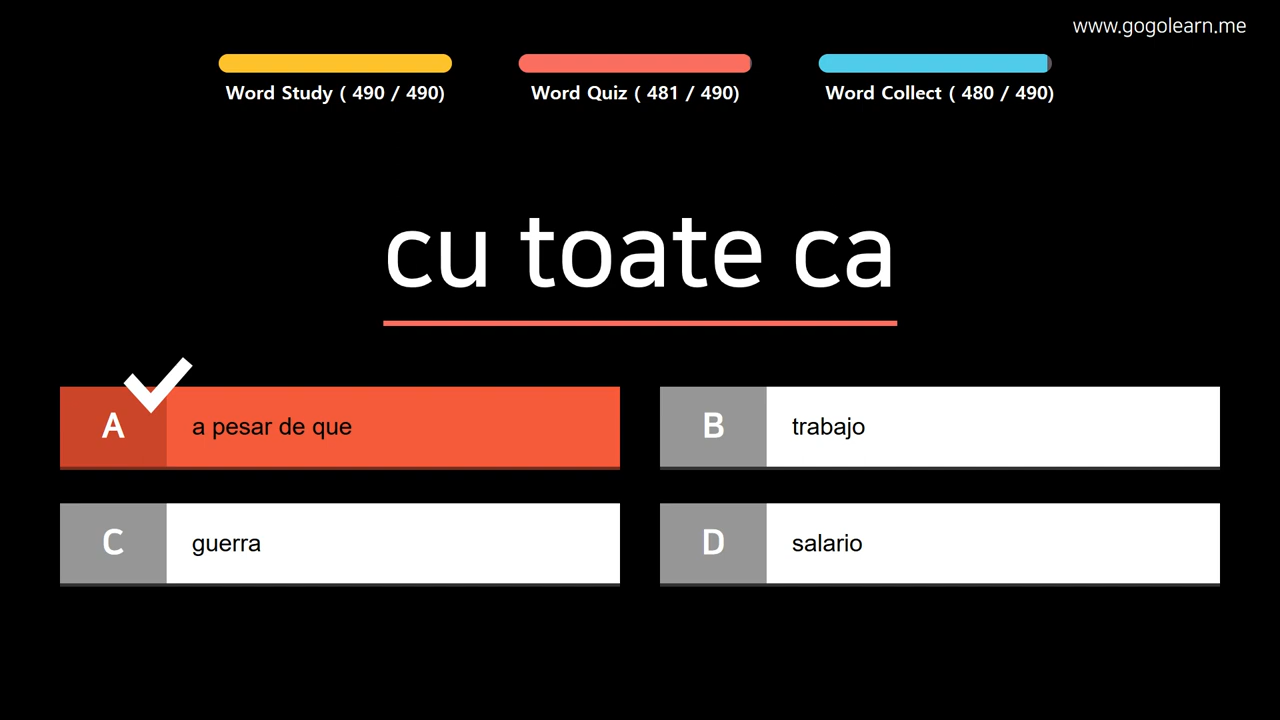 www.gogolearn.me
Word Study ( 490 / 490)
Word Quiz ( 481 / 490)
Word Collect ( 480 / 490)
cu toate ca
A
a pesar de que
B
trabajo
C
guerra
D
salario